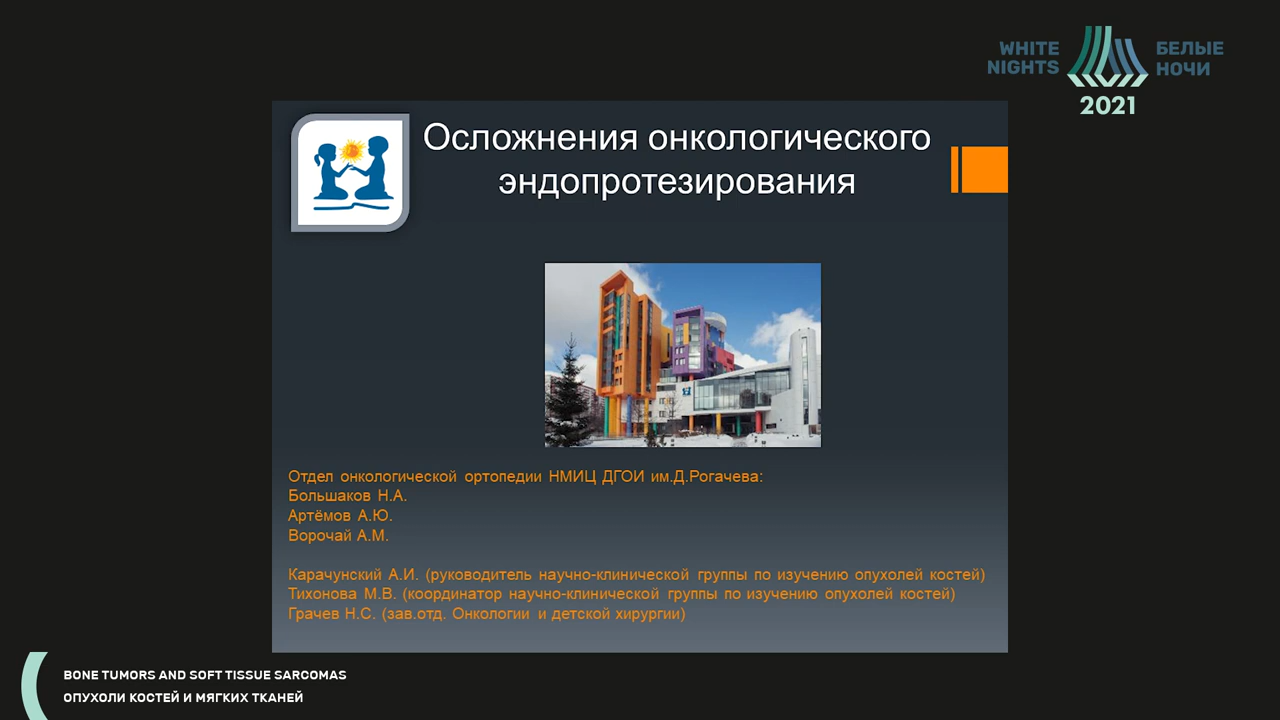 WHITE
NIGHTS
БЕЛЫЕ
НОЧИ
2021
Осложнения онкологического
эндопротезирования
Отдел онкологической ортопедии НМИЦ ДГОИ им.Д.Рогачева:
Большаков Н.А.
Артёмов А.Ю.
Ворочай А.М.
Карачунский А.И. (руководитель научно-клинической группы по изучению опухолей костей)
Тихонова М.В. (координатор научно-клинической группы по изучению опухолей костей)
Грачев Н.С. (зав.отд. Онкологии и детской хирургии)
BONE TUMORS AND SOFT TISSUE SARCOMAS
ОПУХОЛИ КОСТЕЙ И МЯГКИХ ТКАНЕЙ